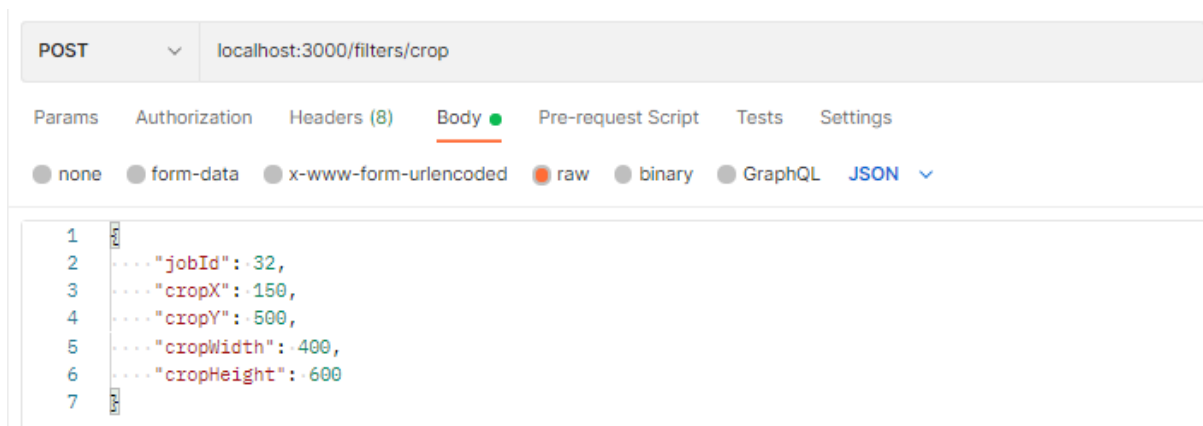 POST localhost:3000/filters/crop
Params Authorization Headers (8) Body Pre-request Script Tests Settings
none form-data x-www-form-urlencoded raw binary GraphQL JSON
1 {
2 ····"jobId":·32,
3 ····"cropX":·150,
4 ····"cropY":·500,
5 ····"cropWidth":·400,
6 ····"cropHeight":·600
7 }